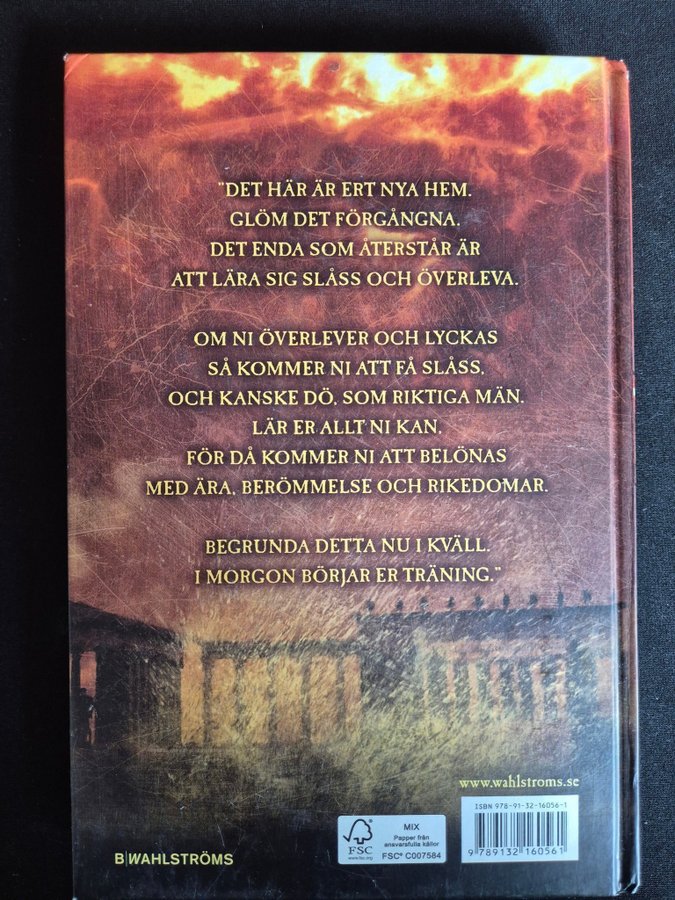 "DET HÄR ÄR ERT NYA HEM.
GLÖM DET FÖRGÅNGNA.
DET ENDA SOM ÅTERSTÅR ÄR
ATT LÄRA SIG SLÅSS OCH ÖVERLEVA.
OM NI ÖVERLEVER OCH LYCKAS
SÅ KOMMER NI ATT FÅ SLÅSS,
OCH KANSKE DÖ, SOM RIKTIGA MÄN.
LÄR ER ALLT NI KAN,
FÖR DÅ KOMMER NI ATT BELÖNAS
MED ÄRA, BERÖMMELSE OCH RIKEDOMAR.
BEGRUNDA DETTA NU I KVÄLL.
I MORGON BÖRJAR ER TRÄNING."
www.wahlstroms.se
ISBN 978-91-32-16056-1
9 789132 160561
MIX
Papper från
ansvarsfulla källor
FSC® C007584
FSC
www.fsc.org
B|WAHLSTRÖMS